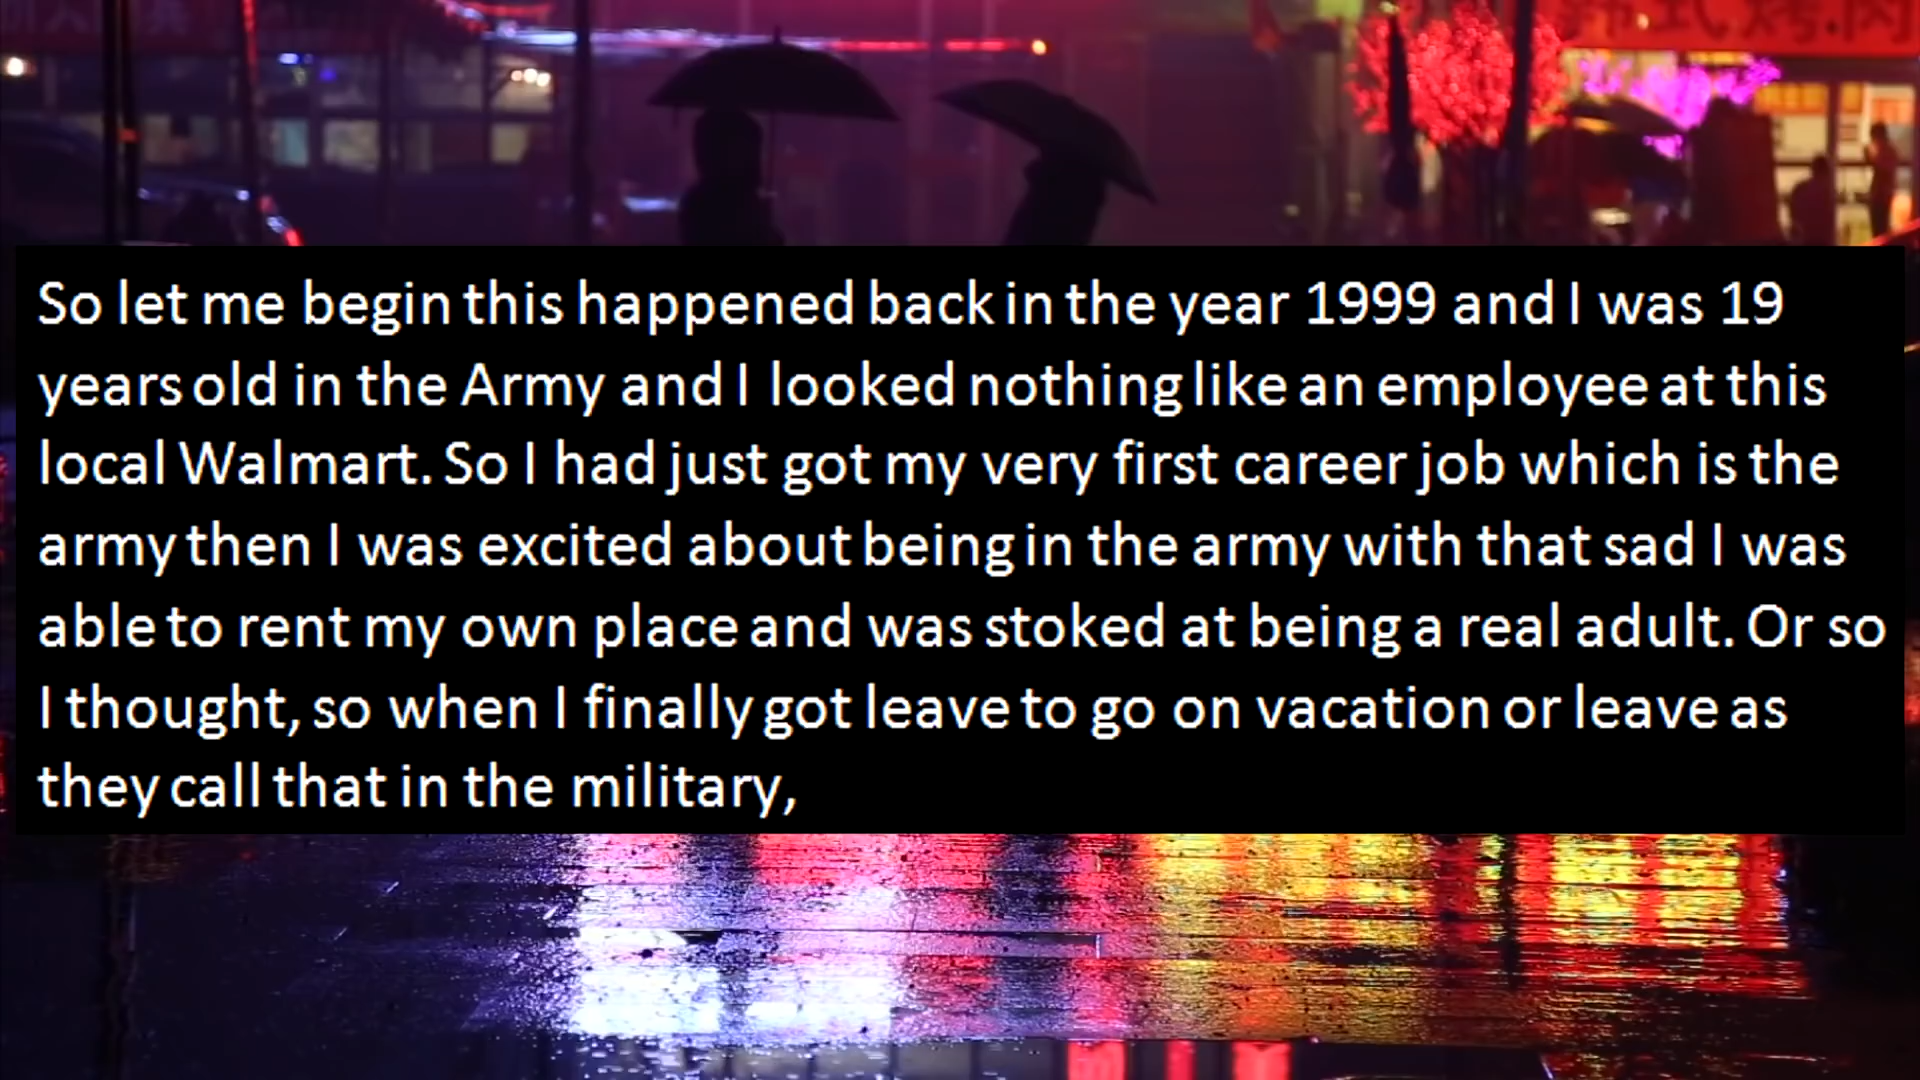 韩式烤.肉
So let me begin this happened back in the year 1999 and I was 19
years old in the Army and I looked nothing like an employee at this
local Walmart. So I had just got my very first career job which is the
army then I was excited about being in the army with that sad I was
able to rent my own place and was stoked at being a real adult. Or so
I thought, so when I finally got leave to go on vacation or leave as
they call that in the military,